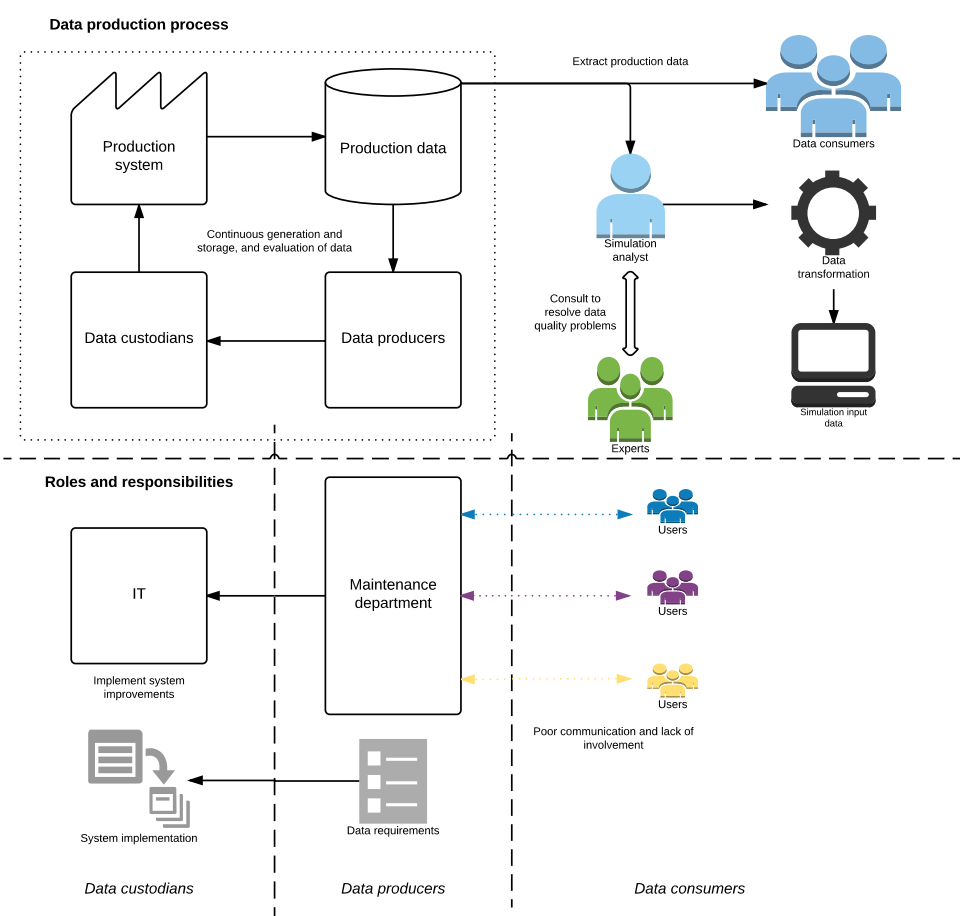 Data production process
Extract production data
Data consumers
Production
system
Production data
Continuous generation and
storage, and evaluation of data
Simulation
analyst
Data
transformation
Consult to
resolve data
quality problems
Data custodians
Data producers
Simulation input
data
Experts
Roles and responsibilities
Users
IT
Maintenance
department
Users
Implement system
improvements
Users
Poor communication and lack of
involvement
System implementation
Data requirements
Data custodians
Data producers
Data consumers